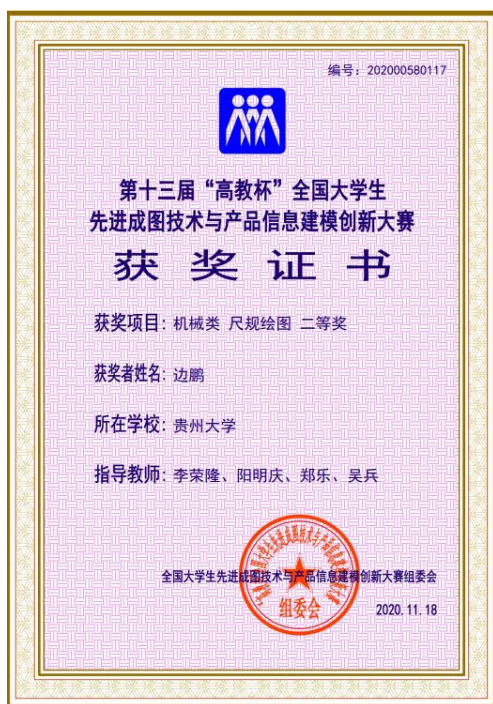 编号：202000580117
第十三届“高教杯”全国大学生
先进成图技术与产品信息建模创新大赛
获奖证书
获奖项目：机械类 尺规绘图 二等奖
获奖者姓名：边鹏
所在学校：贵州大学
指导教师：李荣隆、阳明庆、郑乐、吴兵
全国大学生先进成图技术与产品信息建模创新大赛组委会
组委会
2020.11.18